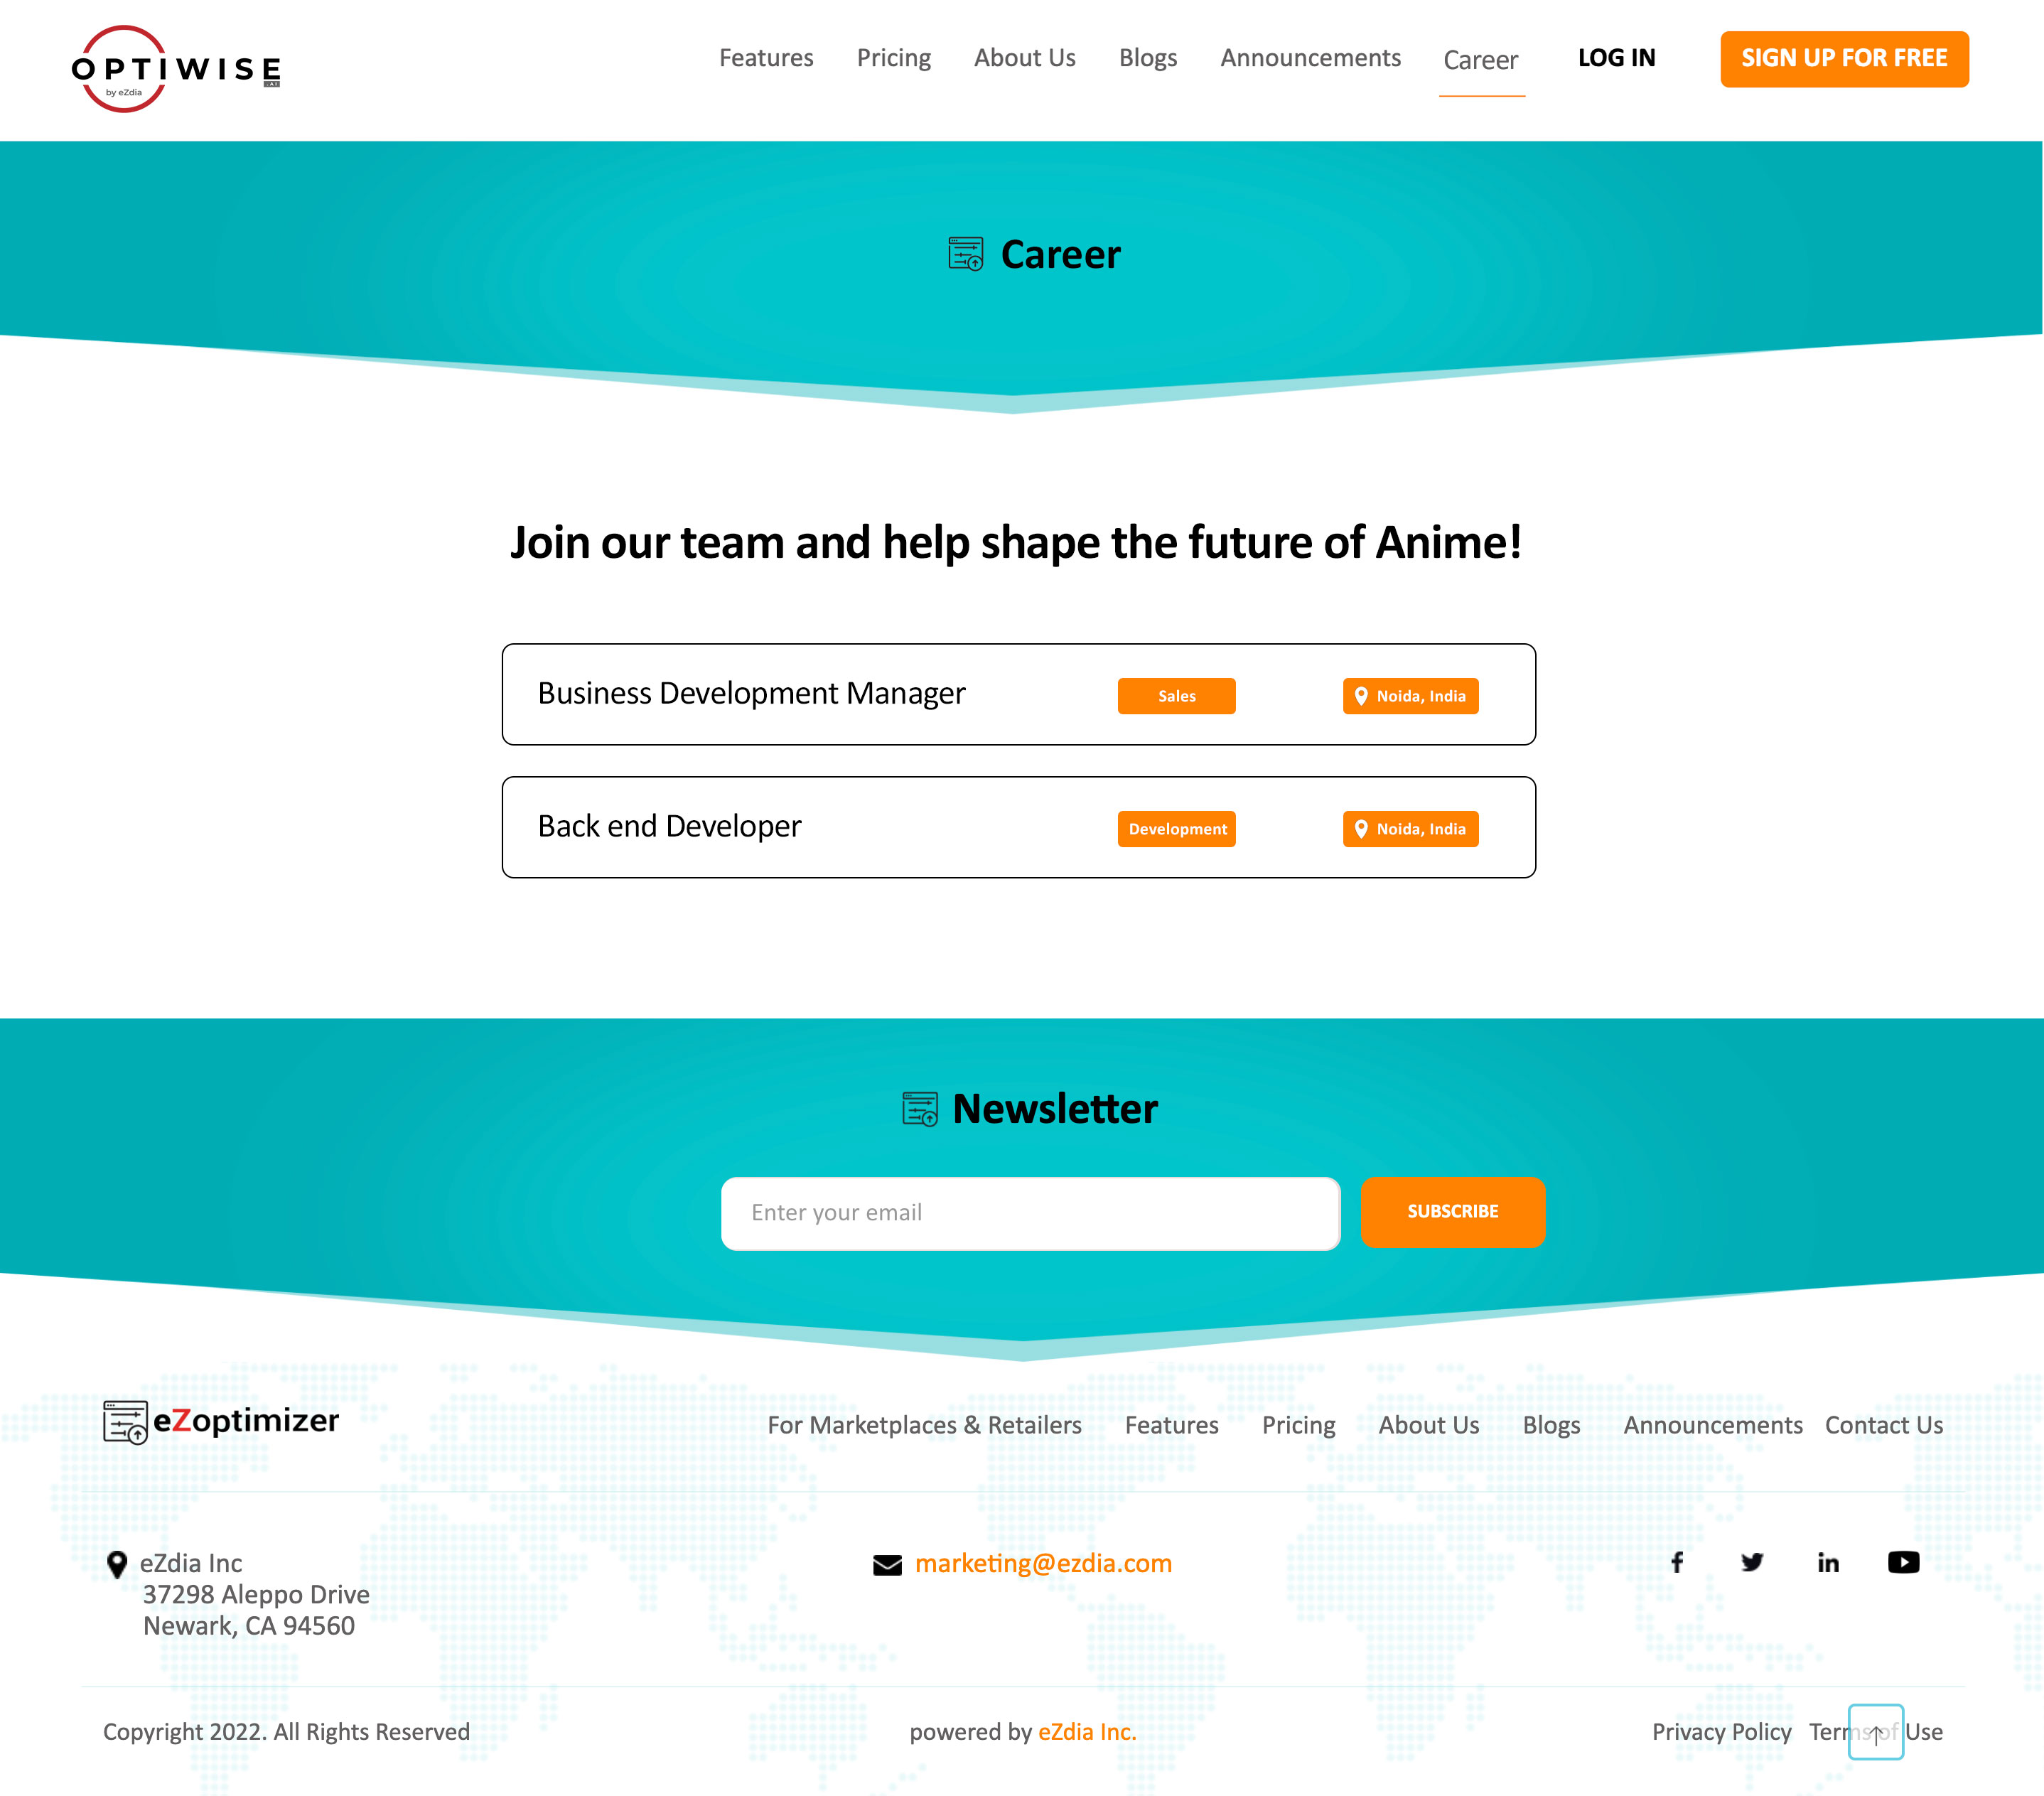 OPTIWISE
by eZdia
.AI
Features Pricing About Us Blogs Announcements Career LOG IN SIGN UP FOR FREE
Career
Join our team and help shape the future of Anime!
Business Development Manager Sales Noida, India
Back end Developer Development Noida, India
Newsletter
Enter your email SUBSCRIBE
eZoptimizer For Marketplaces & Retailers Features Pricing About Us Blogs Announcements Contact Us
eZdia Inc
37298 Aleppo Drive
Newark, CA 94560
marketing@ezdia.com
Copyright 2022. All Rights Reserved powered by eZdia Inc. Privacy Policy Terms of Use